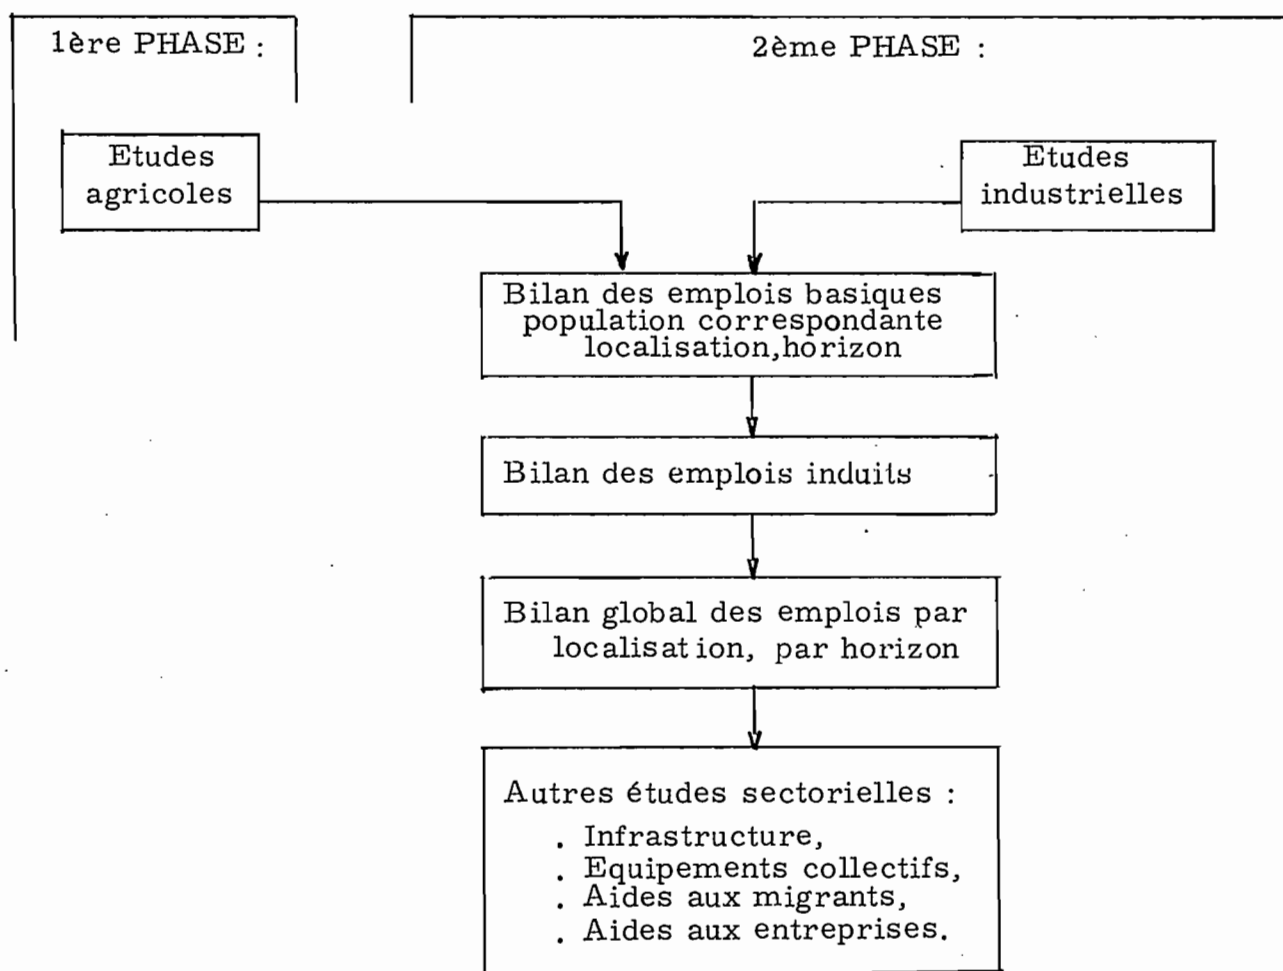 1ère PHASE :
2ème PHASE :
Etudes
agricoles
Etudes
industrielles
Bilan des emplois basiques
population correspondante
localisation,horizon
Bilan des emplois induits
Bilan global des emplois par
localisation, par horizon
Autres études sectorielles :
. Infrastructure,
. Equipements collectifs,
. Aides aux migrants,
. Aides aux entreprises.